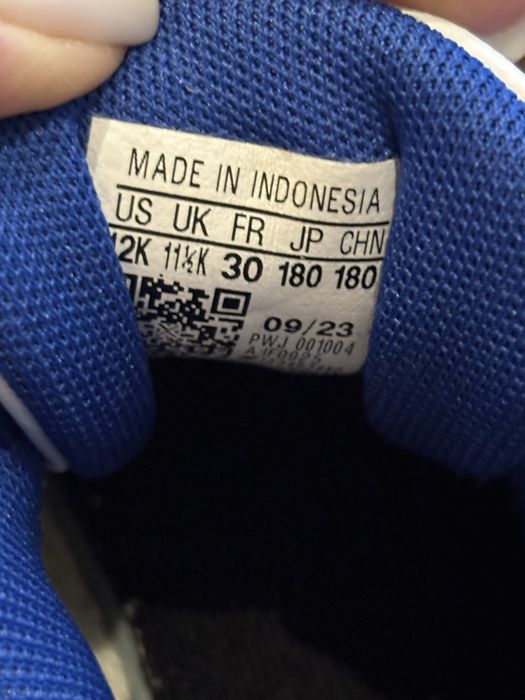 MADE IN INDONESIA
US UK FR JP CHN
12K 11½K 30 180 180
09/23
PWJ 001004